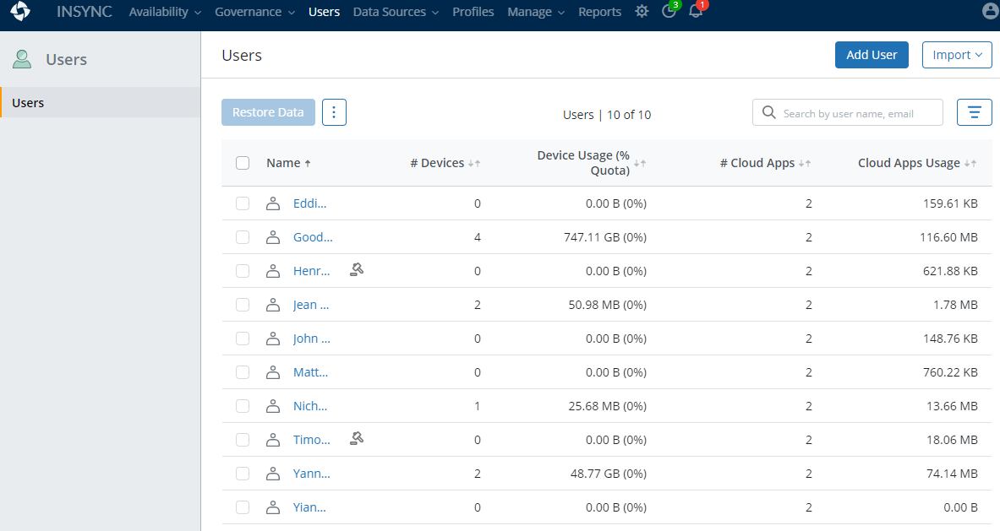 INSYNC Availability Governance Users Data Sources Profiles Manage Reports 3 1
Users
Users
Users
Add User
Import
Restore Data
Users | 10 of 10
Search by user name, email
Name # Devices Device Usage (% Quota) # Cloud Apps Cloud Apps Usage
Eddi... 0 0.00 B (0%) 2 159.61 KB
Good... 4 747.11 GB (0%) 2 116.60 MB
Henr... 0 0.00 B (0%) 2 621.88 KB
Jean ... 2 50.98 MB (0%) 2 1.78 MB
John ... 0 0.00 B (0%) 2 148.76 KB
Matt... 0 0.00 B (0%) 2 760.22 KB
Nich... 1 25.68 MB (0%) 2 13.66 MB
Timo... 0 0.00 B (0%) 2 18.06 MB
Yann... 2 48.77 GB (0%) 2 74.14 MB
Yian... 0 0.00 B (0%) 2 0.00 B